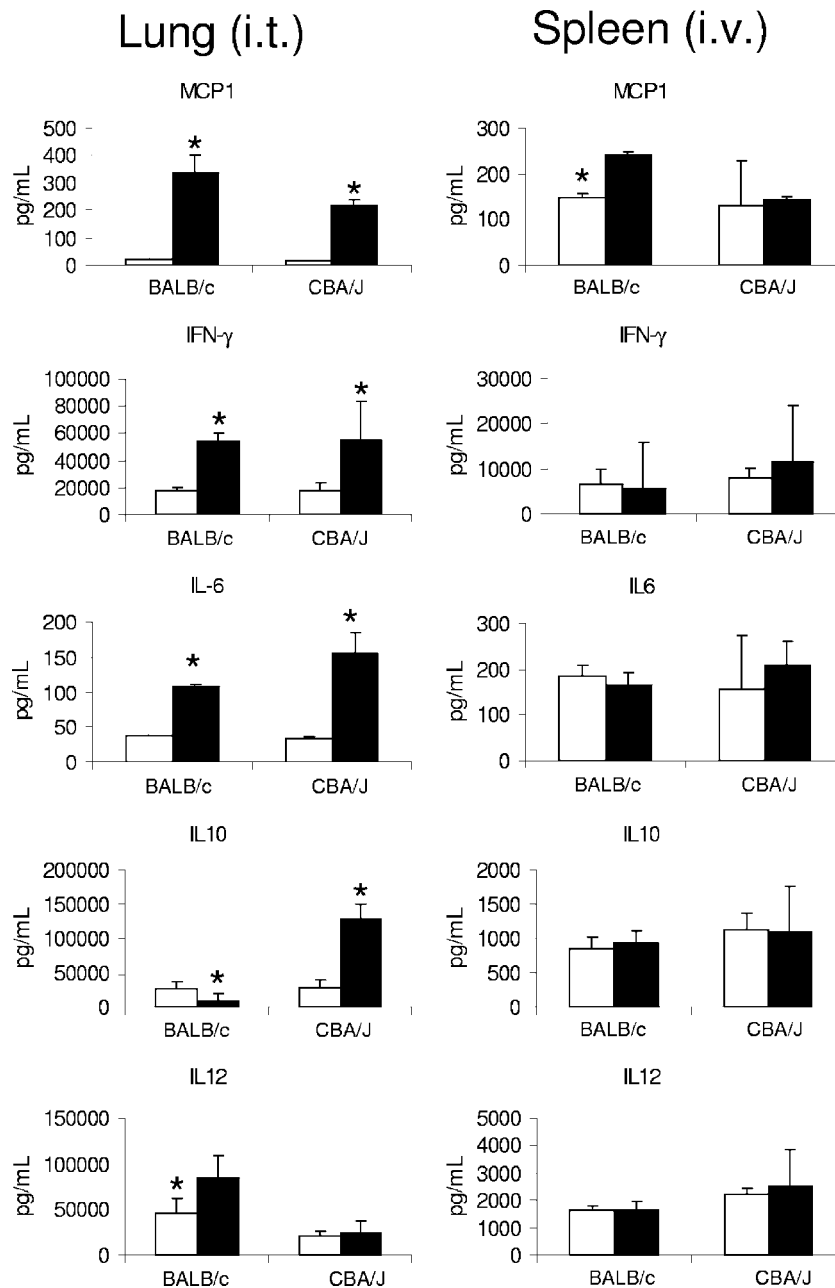 Lung (i.t.)
Spleen (i.v.)
MCP1
500
400
300
200
100
0
pg/mL
*
*
BALB/c
CBA/J
MCP1
300
200
100
0
pg/mL
*
BALB/c
CBA/J
IFN-γ
100000
80000
60000
40000
20000
0
pg/mL
*
*
BALB/c
CBA/J
IFN-γ
30000
20000
10000
0
pg/mL
BALB/c
CBA/J
IL-6
200
150
100
50
0
pg/mL
*
*
BALB/c
CBA/J
IL6
300
200
100
0
pg/mL
BALB/c
CBA/J
IL10
200000
150000
100000
50000
0
pg/mL
*
*
BALB/c
CBA/J
IL10
2000
1500
1000
500
0
pg/mL
BALB/c
CBA/J
IL12
150000
100000
50000
0
pg/mL
*
BALB/c
CBA/J
IL12
5000
4000
3000
2000
1000
0
pg/mL
BALB/c
CBA/J